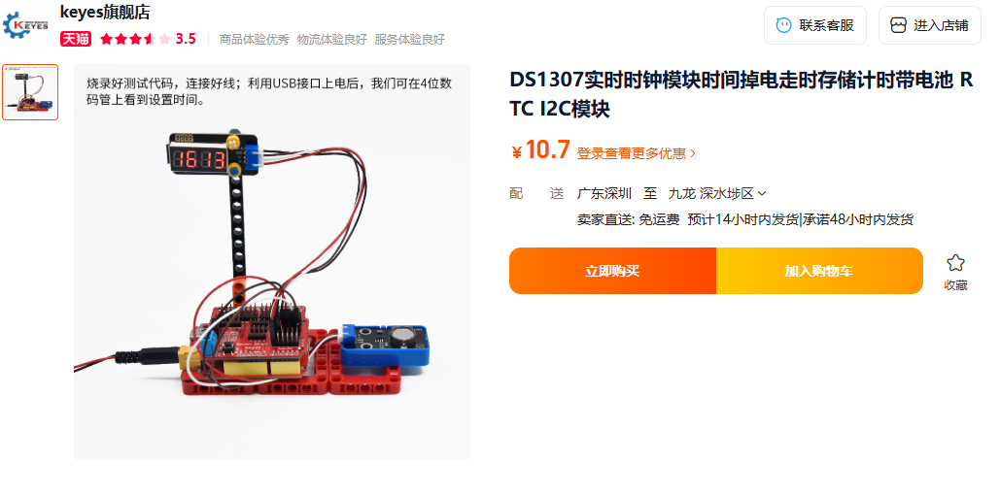 keyes旗舰店
KEYES
天猫
3.5
商品体验优秀 物流体验良好 服务体验良好
联系客服
进入店铺
烧录好测试代码，连接好线；利用USB接口上电后，我们可在4位数
码管上看到设置时间。
1613
DS1307实时时钟模块时间掉电走时存储计时带电池 R
TC I2C模块
￥10.7 登录查看更多优惠
配送 广东深圳 至 九龙 深水埗区
卖家直送: 免运费 预计14小时内发货|承诺48小时内发货
立即购买
加入购物车
收藏